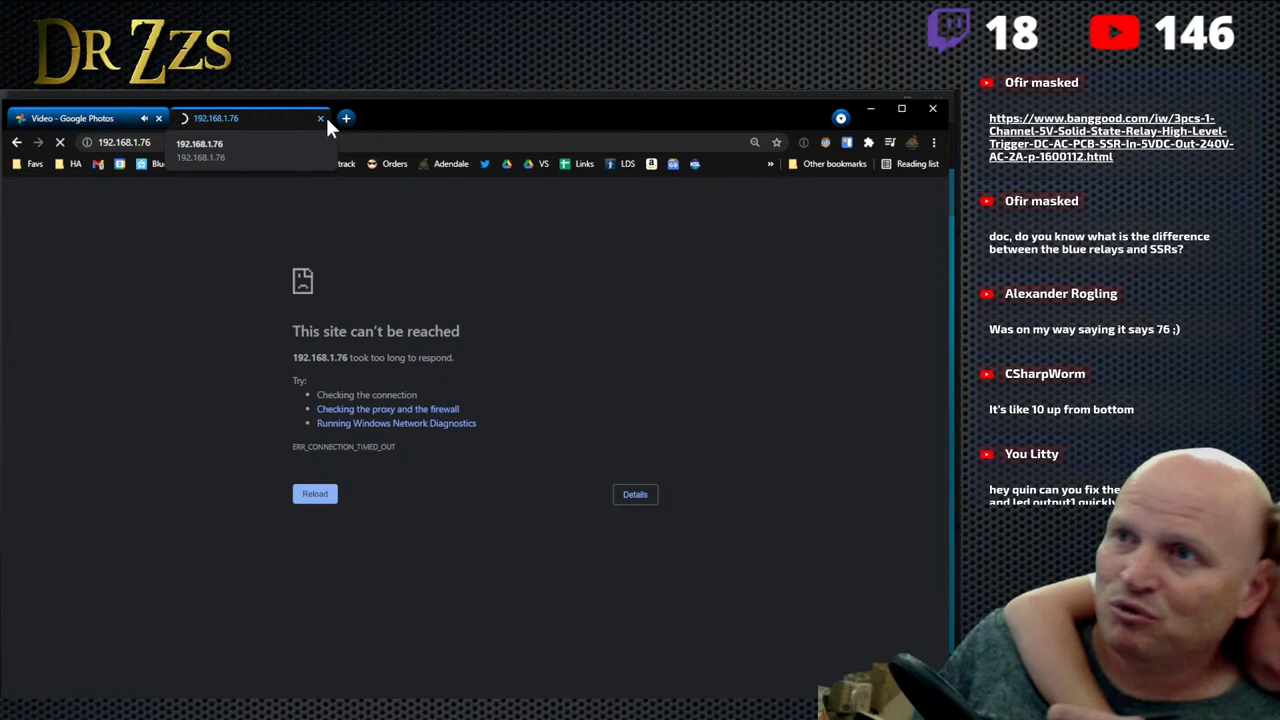 DR ZZS
18
146
Video - Google Photos
192.168.1.76
192.168.1.76
192.168.1.76
192.168.1.76
Favs
HA
Blu
track
Orders
Adendale
VS
Links
LDS
Other bookmarks
Reading list
This site can't be reached
192.168.1.76 took too long to respond.
Try:
• Checking the connection
• Checking the proxy and the firewall
• Running Windows Network Diagnostics
ERR_CONNECTION_TIMED_OUT
Reload
Details
Ofir masked
https://www.banggood.com/iw/3pcs-1-
Channel-5V-Solid-State-Relay-High-Level-
Trigger-DC-AC-PCB-SSR-In-5VDC-Out-240V-
AC-2A-p-1600112.html
Ofir masked
doc, do you know what is the difference
between the blue relays and SSRs?
Alexander Rogling
Was on my way saying it says 76 ;)
CSharpWorm
It's like 10 up from bottom
You Litty
hey quin can you fix the
and led output1 quickly